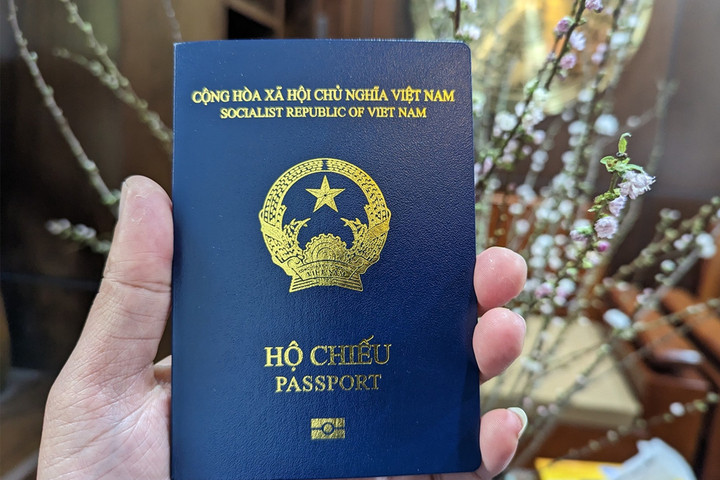 CỘNG HÒA XÃ HỘI CHỦ NGHĨA VIỆT NAM
SOCIALIST REPUBLIC OF VIET NAM
HỘ CHIẾU
PASSPORT